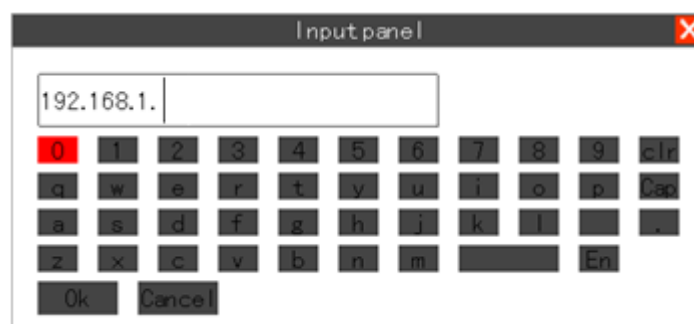 Input panel
192.168.1.
0 1 2 3 4 5 6 7 8 9 clr
q w e r t y u i o p Cap
a s d f g h j k l .
z x c v b n m En
Ok Cancel